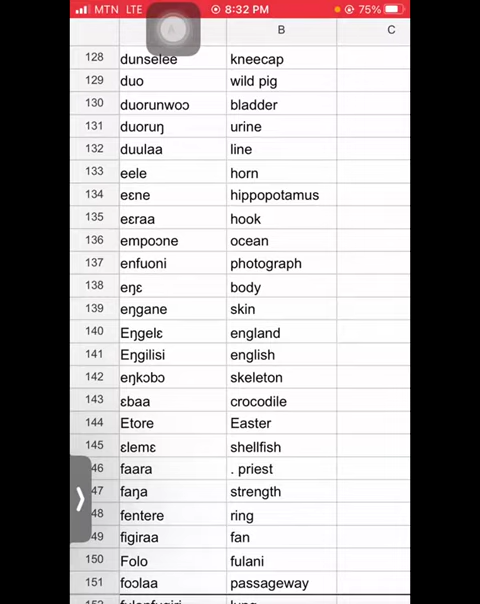 MTN LTE 8:32 PM 75%
B C
128 dunselee kneecap
129 duo wild pig
130 duorunwoɔ bladder
131 duoruŋ urine
132 duulaa line
133 eele horn
134 eɛne hippopotamus
135 eɛraa hook
136 empoɔne ocean
137 enfuoni photograph
138 eŋɛ body
139 eŋgane skin
140 Eŋgelɛ england
141 Eŋgilisi english
142 eŋkɔbɔ skeleton
143 ɛbaa crocodile
144 Etore Easter
145 ɛlemɛ shellfish
46 faara . priest
47 faŋa strength
48 fentere ring
49 figiraa fan
150 Folo fulani
151 foɔlaa passageway